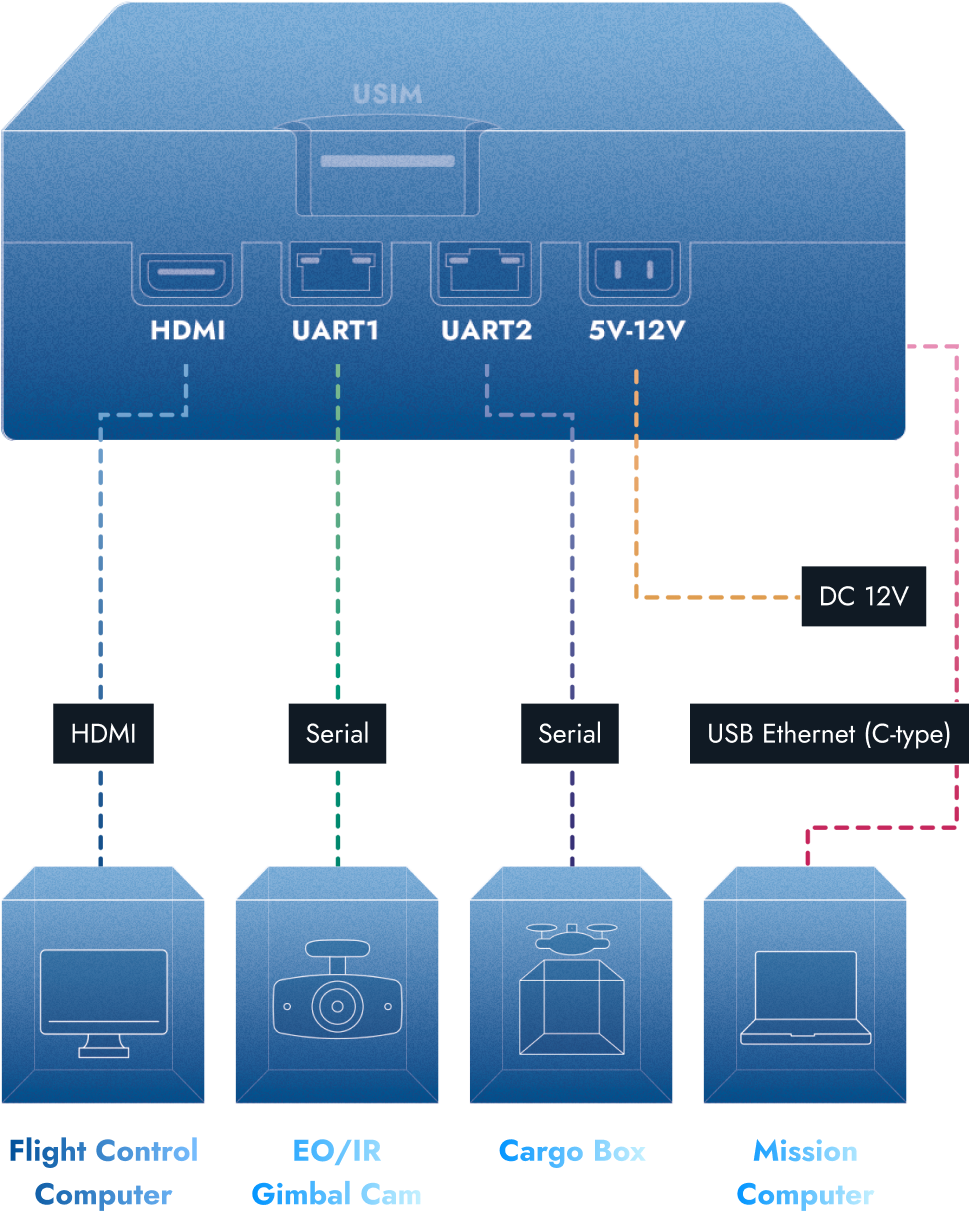 USIM
HDMI
UART1
UART2
5V-12V
DC 12V
HDMI
Serial
Serial
USB Ethernet (C-type)
Flight Control
Computer
EO/IR
Gimbal Cam
Cargo Box
Mission
Computer